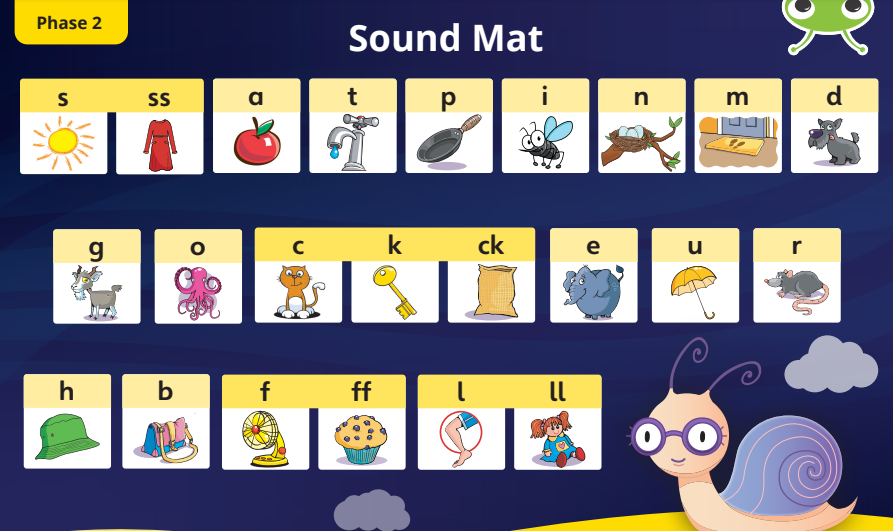 Phase 2
Sound Mat
s ss a t p i n m d
g o c k ck e u r
h b f ff l ll